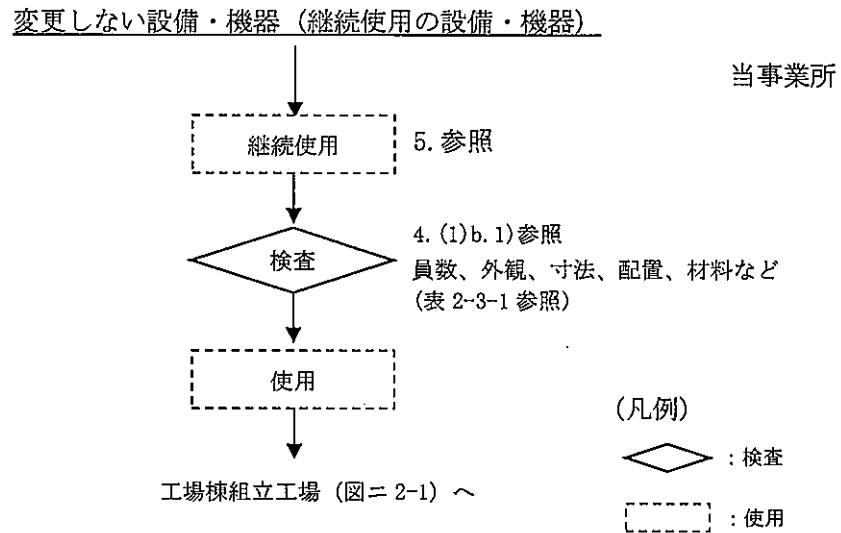 変更しない設備・機器（継続使用の設備・機器）
当事業所
継続使用
5. 参照
検査
4. (1)b. 1)参照
員数、外観、寸法、配置、材料など
(表 2-3-1 参照)
使用
工場棟組立工場（図ニ 2-1）へ
(凡例)
：検査
：使用